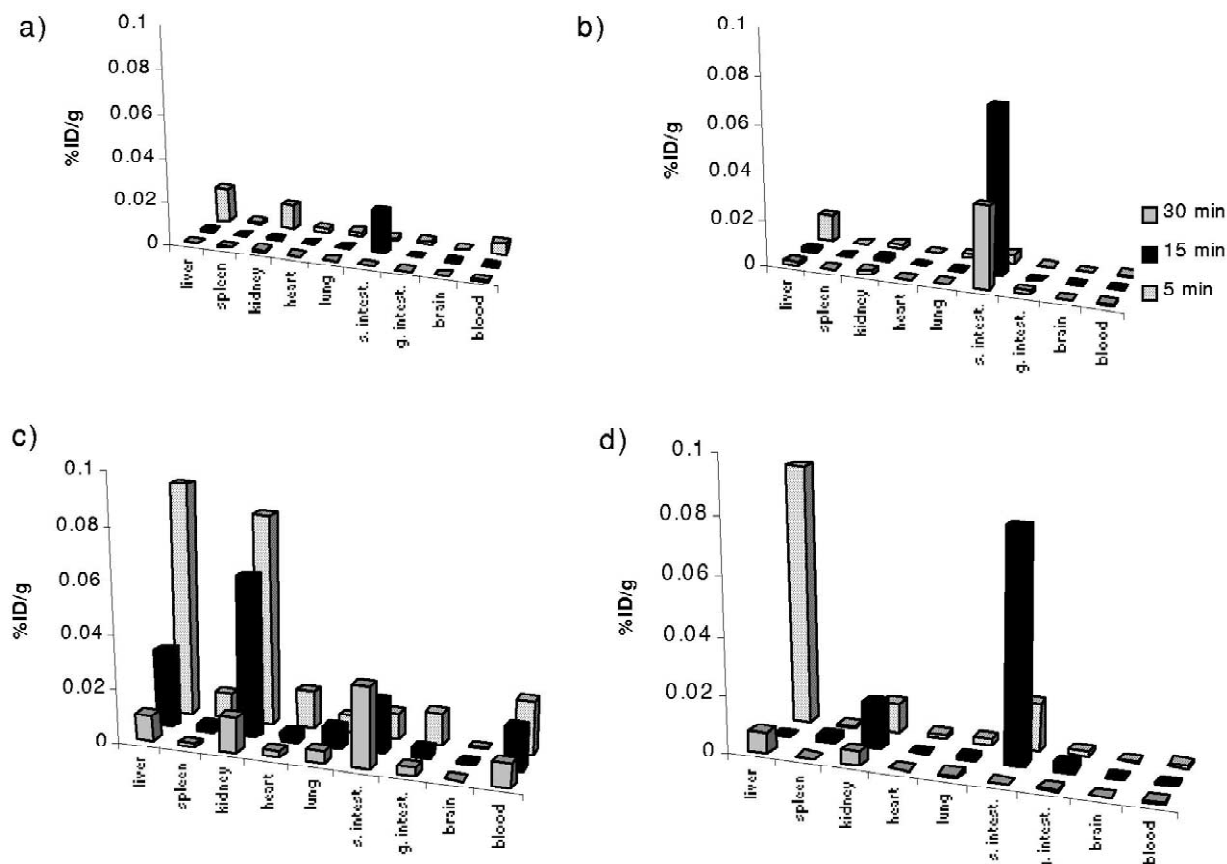 a)
0.1
0.08
0.06
0.04
0.02
0
%ID/g
liver
spleen
kidney
heart
lung
s. intest.
g. intest.
brain
blood
b)
0.1
0.08
0.06
0.04
0.02
0
%ID/g
liver
spleen
kidney
heart
lung
s. intest.
g. intest.
brain
blood
30 min
15 min
5 min
c)
0.1
0.08
0.06
0.04
0.02
0
%ID/g
liver
spleen
kidney
heart
lung
s. intest.
g. intest.
brain
blood
d)
0.1
0.08
0.06
0.04
0.02
0
%ID/g
liver
spleen
kidney
heart
lung
s. intest.
g. intest.
brain
blood